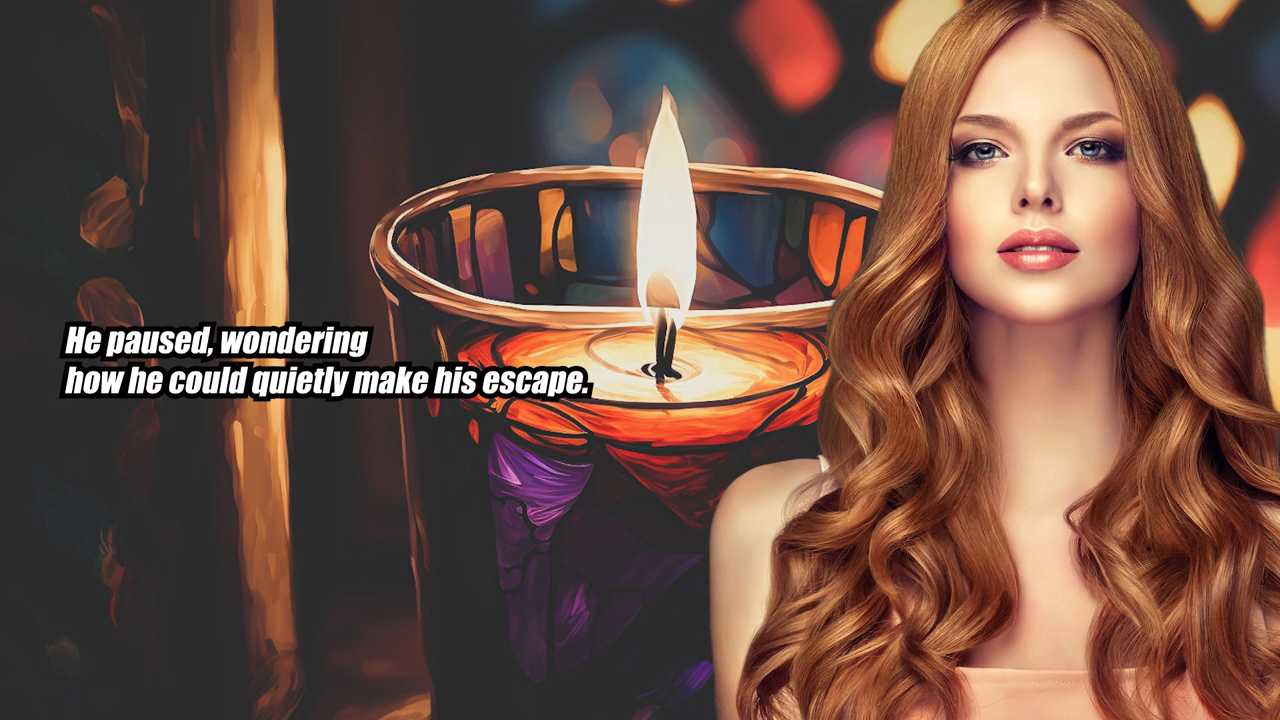 He paused, wondering
how he could quietly make his escape.